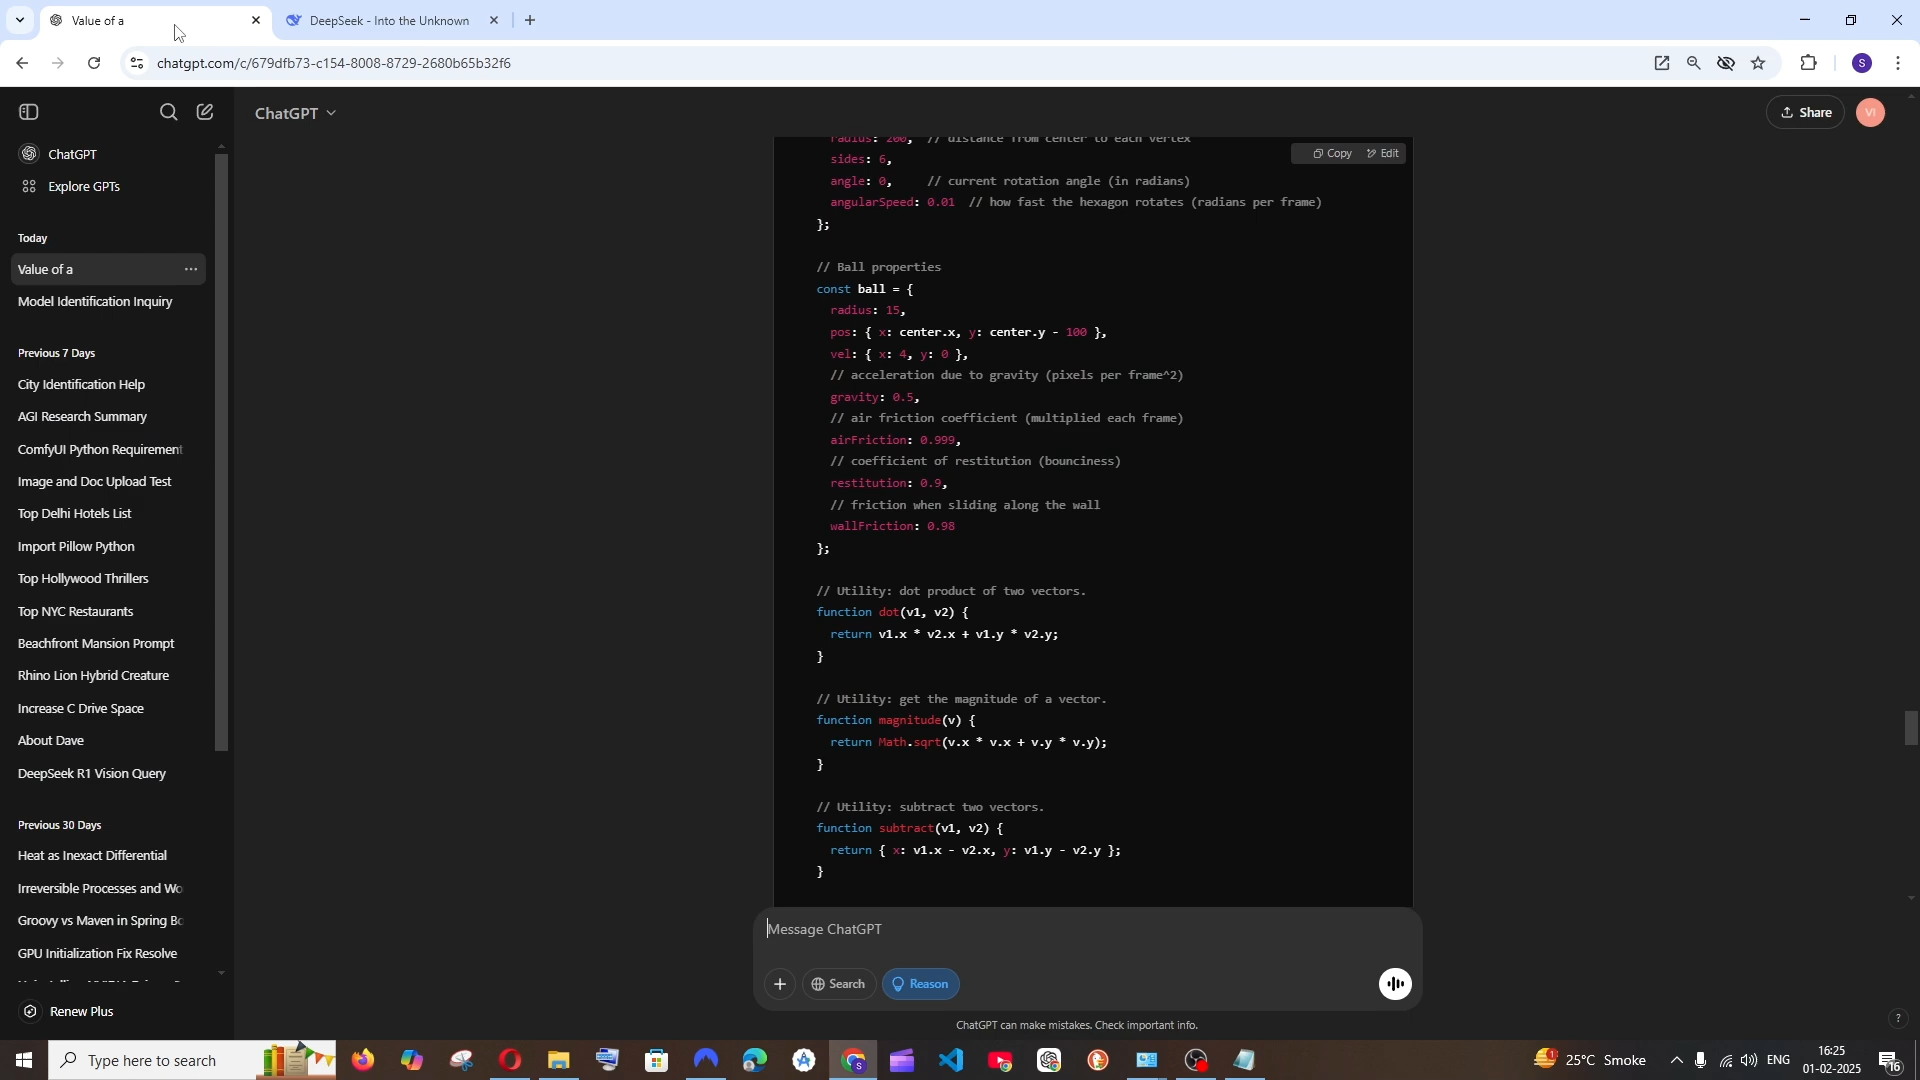 Value of a
DeepSeek - Into the Unknown
chatgpt.com/c/679dfb73-c154-8008-8729-2680b65b32f6
S
ChatGPT
Share
VI
ChatGPT
Explore GPTs
Today
Value of a
Model Identification Inquiry
Previous 7 Days
City Identification Help
AGI Research Summary
ComfyUI Python Requirement
Image and Doc Upload Test
Top Delhi Hotels List
Import Pillow Python
Top Hollywood Thrillers
Top NYC Restaurants
Beachfront Mansion Prompt
Rhino Lion Hybrid Creature
Increase C Drive Space
About Dave
DeepSeek R1 Vision Query
Previous 30 Days
Heat as Inexact Differential
Irreversible Processes and Wo
Groovy vs Maven in Spring Bo
GPU Initialization Fix Resolve
Renew Plus
Copy
Edit
radius: 200, // distance from center to each vertex
sides: 6,
angle: 0, // current rotation angle (in radians)
angularSpeed: 0.01 // how fast the hexagon rotates (radians per frame)
};
// Ball properties
const ball = {
radius: 15,
pos: { x: center.x, y: center.y - 100 },
vel: { x: 4, y: 0 },
// acceleration due to gravity (pixels per frame^2)
gravity: 0.5,
// air friction coefficient (multiplied each frame)
airFriction: 0.999,
// coefficient of restitution (bounciness)
restitution: 0.9,
// friction when sliding along the wall
wallFriction: 0.98
};
// Utility: dot product of two vectors.
function dot(v1, v2) {
return v1.x * v2.x + v1.y * v2.y;
}
// Utility: get the magnitude of a vector.
function magnitude(v) {
return Math.sqrt(v.x * v.x + v.y * v.y);
}
// Utility: subtract two vectors.
function subtract(v1, v2) {
return { x: v1.x - v2.x, y: v1.y - v2.y };
}
Message ChatGPT
Search
Reason
ChatGPT can make mistakes. Check important info.
?
Type here to search
25°C Smoke
ENG
16:25
01-02-2025
16